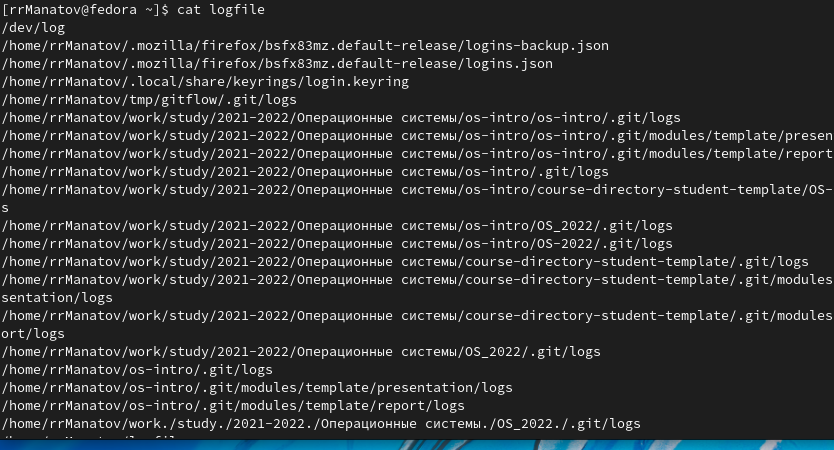 [rrManatov@fedora ~]$ cat logfile
/dev/log
/home/rrManatov/.mozilla/firefox/bsfx83mz.default-release/logins-backup.json
/home/rrManatov/.mozilla/firefox/bsfx83mz.default-release/logins.json
/home/rrManatov/.local/share/keyrings/login.keyring
/home/rrManatov/tmp/gitflow/.git/logs
/home/rrManatov/work/study/2021-2022/Операционные системы/os-intro/os-intro/.git/logs
/home/rrManatov/work/study/2021-2022/Операционные системы/os-intro/os-intro/.git/modules/template/presen
/home/rrManatov/work/study/2021-2022/Операционные системы/os-intro/os-intro/.git/modules/template/report
/home/rrManatov/work/study/2021-2022/Операционные системы/os-intro/.git/logs
/home/rrManatov/work/study/2021-2022/Операционные системы/os-intro/course-directory-student-template/OS-
s
/home/rrManatov/work/study/2021-2022/Операционные системы/os-intro/OS_2022/.git/logs
/home/rrManatov/work/study/2021-2022/Операционные системы/os-intro/OS-2022/.git/logs
/home/rrManatov/work/study/2021-2022/Операционные системы/course-directory-student-template/.git/logs
/home/rrManatov/work/study/2021-2022/Операционные системы/course-directory-student-template/.git/modules
sentation/logs
/home/rrManatov/work/study/2021-2022/Операционные системы/course-directory-student-template/.git/modules
ort/logs
/home/rrManatov/work/study/2021-2022/Операционные системы/OS_2022/.git/logs
/home/rrManatov/os-intro/.git/logs
/home/rrManatov/os-intro/.git/modules/template/presentation/logs
/home/rrManatov/os-intro/.git/modules/template/report/logs
/home/rrManatov/work./study./2021-2022./Операционные системы./OS_2022./.git/logs